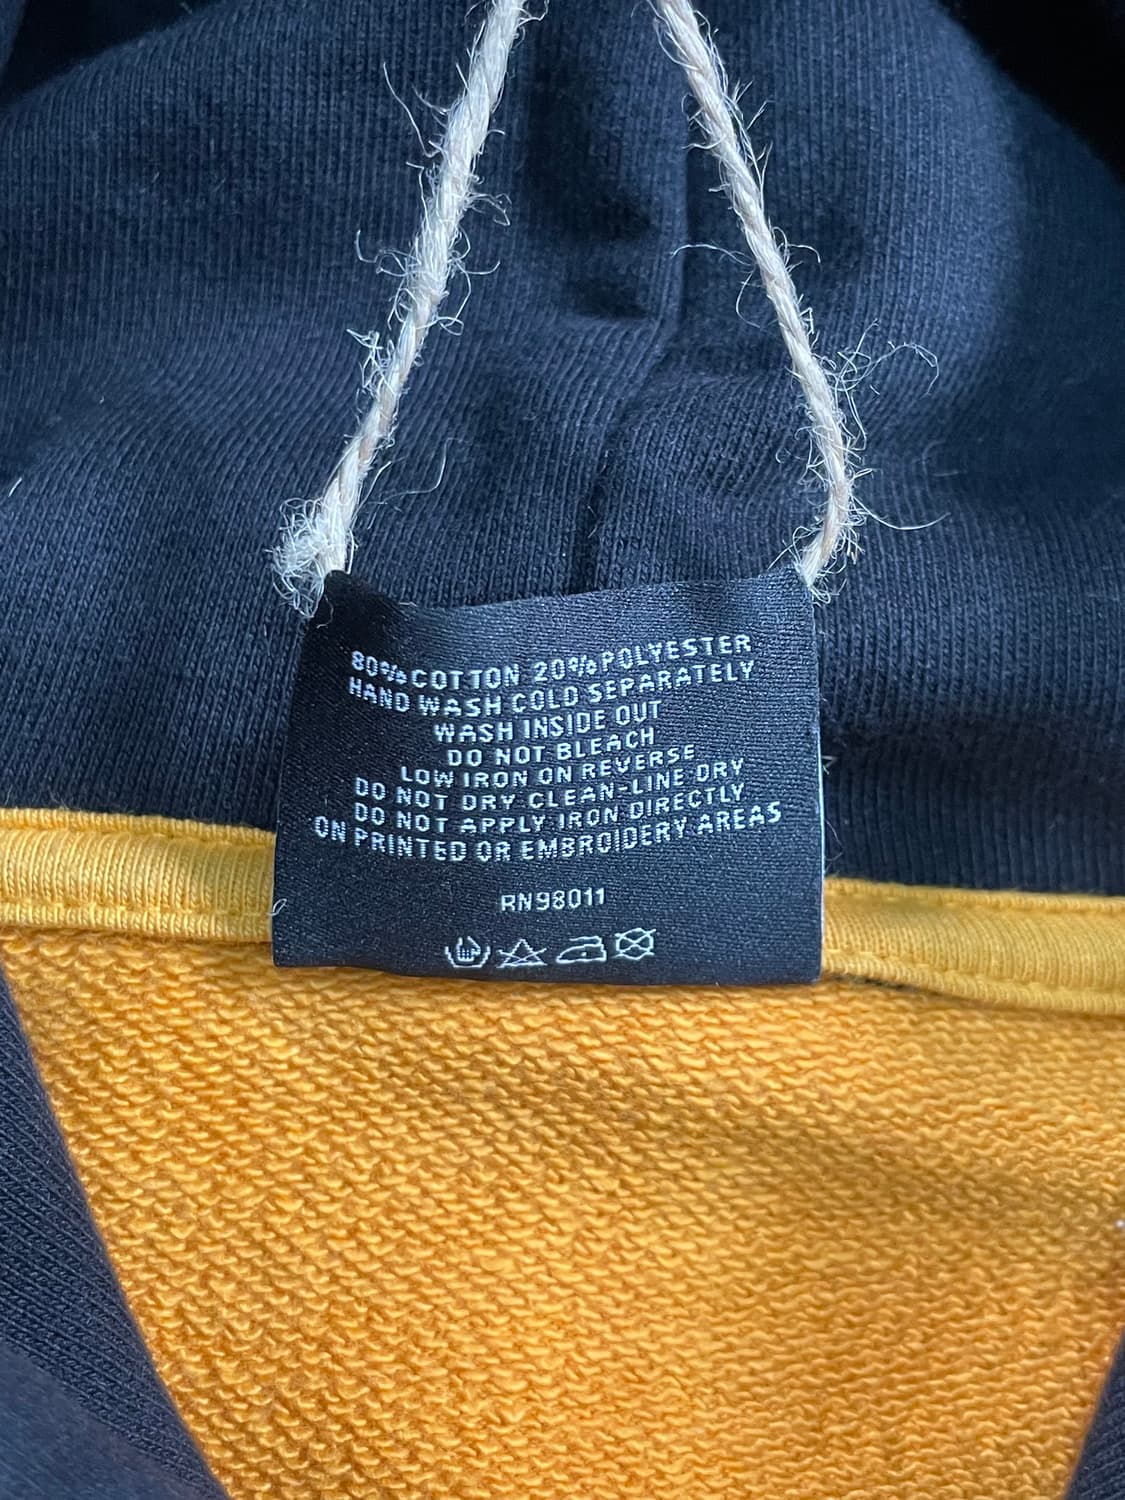 80% COTTON 20% POLYESTER
HAND WASH COLD SEPARATELY
WASH INSIDE OUT
DO NOT BLEACH
LOW IRON ON REVERSE
DO NOT DRY CLEAN-LINE DRY
DO NOT APPLY IRON DIRECTLY
ON PRINTED OR EMBROIDERY AREAS
RN98011